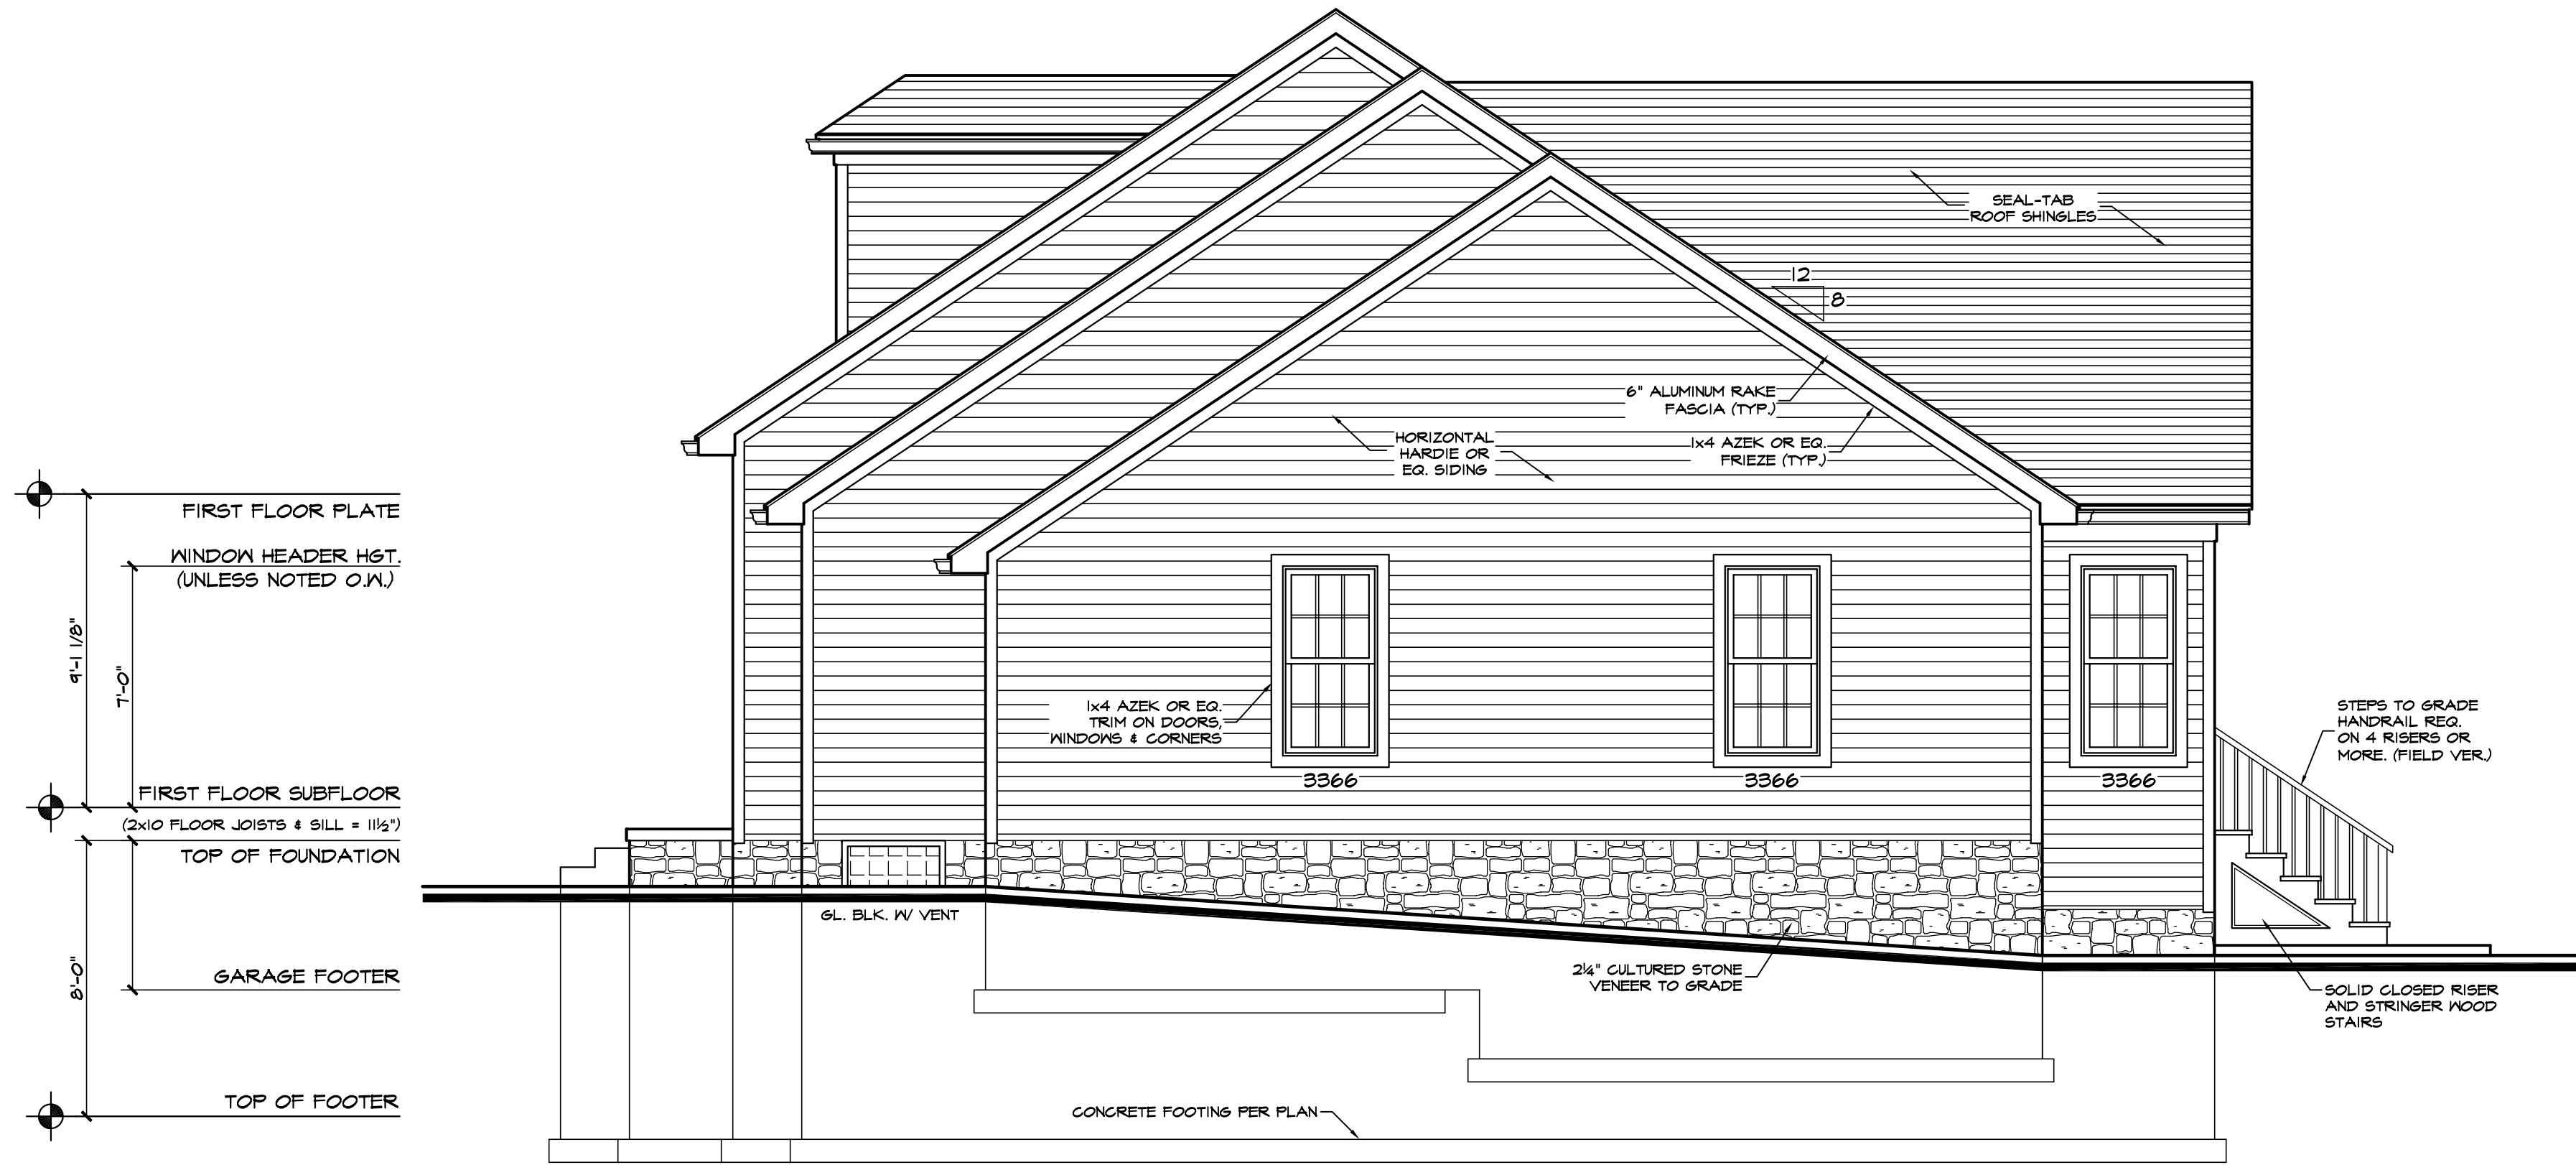 SEAL-TAB
ROOF SHINGLES
12
8
6" ALUMINUM RAKE
FASCIA (TYP.)
1x4 AZEK OR EQ.
FRIEZE (TYP.)
HORIZONTAL
HARDIE OR
EQ. SIDING
FIRST FLOOR PLATE
WINDOW HEADER HGT.
(UNLESS NOTED O.W.)
9'-1 1/8"
7'-0"
1x4 AZEK OR EQ.
TRIM ON DOORS,
WINDOWS & CORNERS
3366
3366
3366
STEPS TO GRADE
HANDRAIL REQ.
ON 4 RISERS OR
MORE. (FIELD VER.)
FIRST FLOOR SUBFLOOR
(2x10 FLOOR JOISTS & SILL = 11½")
TOP OF FOUNDATION
GL. BLK. W/ VENT
8'-0"
GARAGE FOOTER
2¼" CULTURED STONE
VENEER TO GRADE
SOLID CLOSED RISER
AND STRINGER WOOD
STAIRS
TOP OF FOOTER
CONCRETE FOOTING PER PLAN